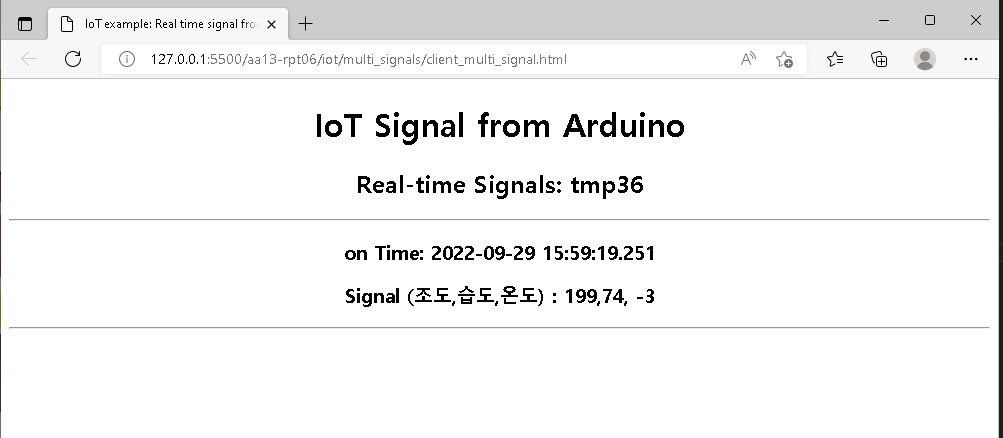 IoT example: Real time signal fro
127.0.0.1:5500/aa13-rpt06/iot/multi_signals/client_multi_signal.html
IoT Signal from Arduino
Real-time Signals: tmp36
on Time: 2022-09-29 15:59:19.251
Signal (조도,습도,온도) : 199,74, -3